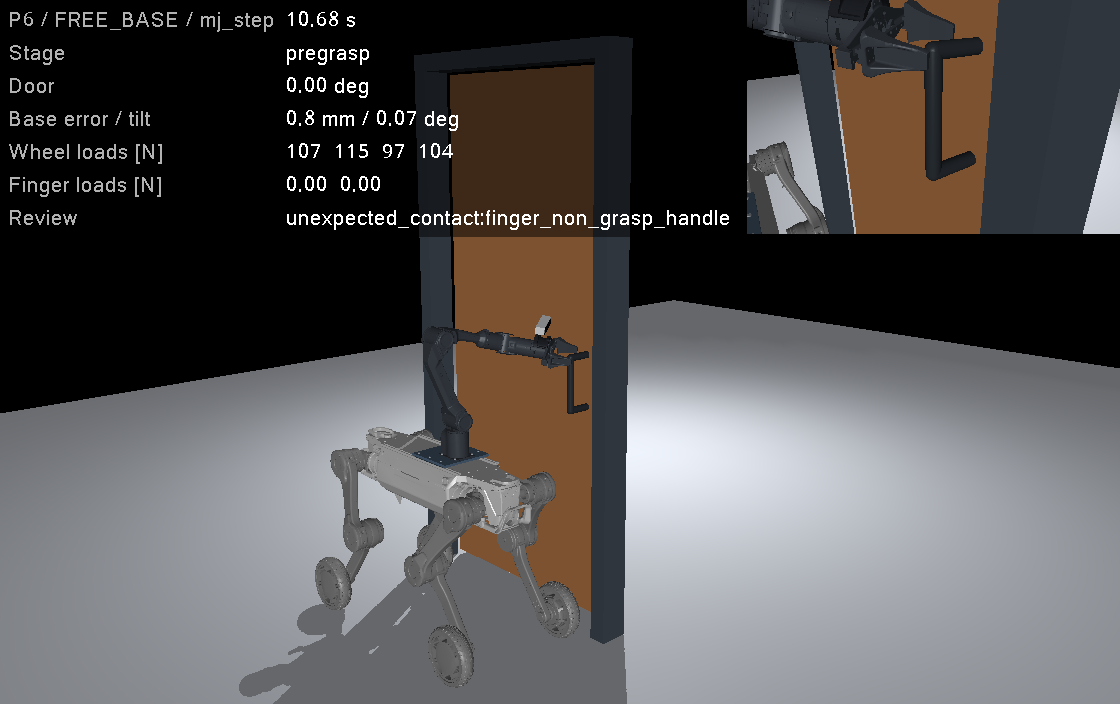 P6 / FREE_BASE / mj_step 10.68 s
Stage pregrasp
Door 0.00 deg
Base error / tilt 0.8 mm / 0.07 deg
Wheel loads [N] 107 115 97 104
Finger loads [N] 0.00 0.00
Review unexpected_contact:finger_non_grasp_handle